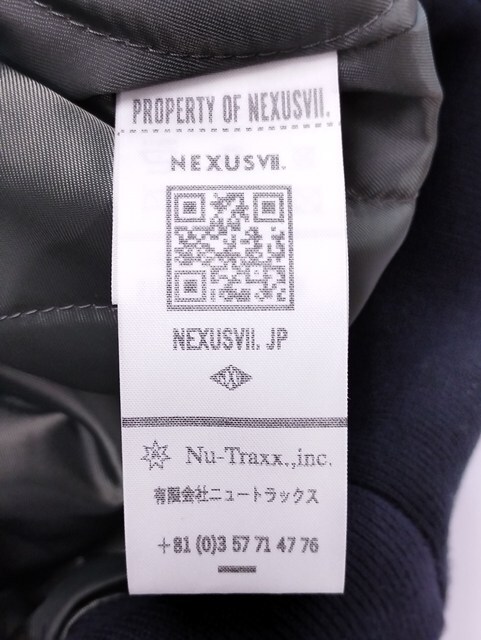 PROPERTY OF NEXUSVII.
NEXUSVII.
NEXUSVII. JP
Nu-Traxx.,inc.
有限会社ニュートラックス
+81 (0)3 57 71 47 76